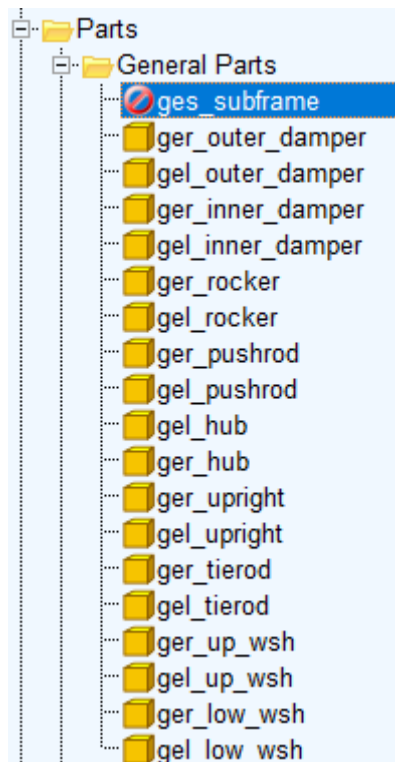 Parts
General Parts
ges_subframe
ger_outer_damper
gel_outer_damper
ger_inner_damper
gel_inner_damper
ger_rocker
gel_rocker
ger_pushrod
gel_pushrod
gel_hub
ger_hub
ger_upright
gel_upright
ger_tierod
gel_tierod
ger_up_wsh
gel_up_wsh
ger_low_wsh
gel_low_wsh